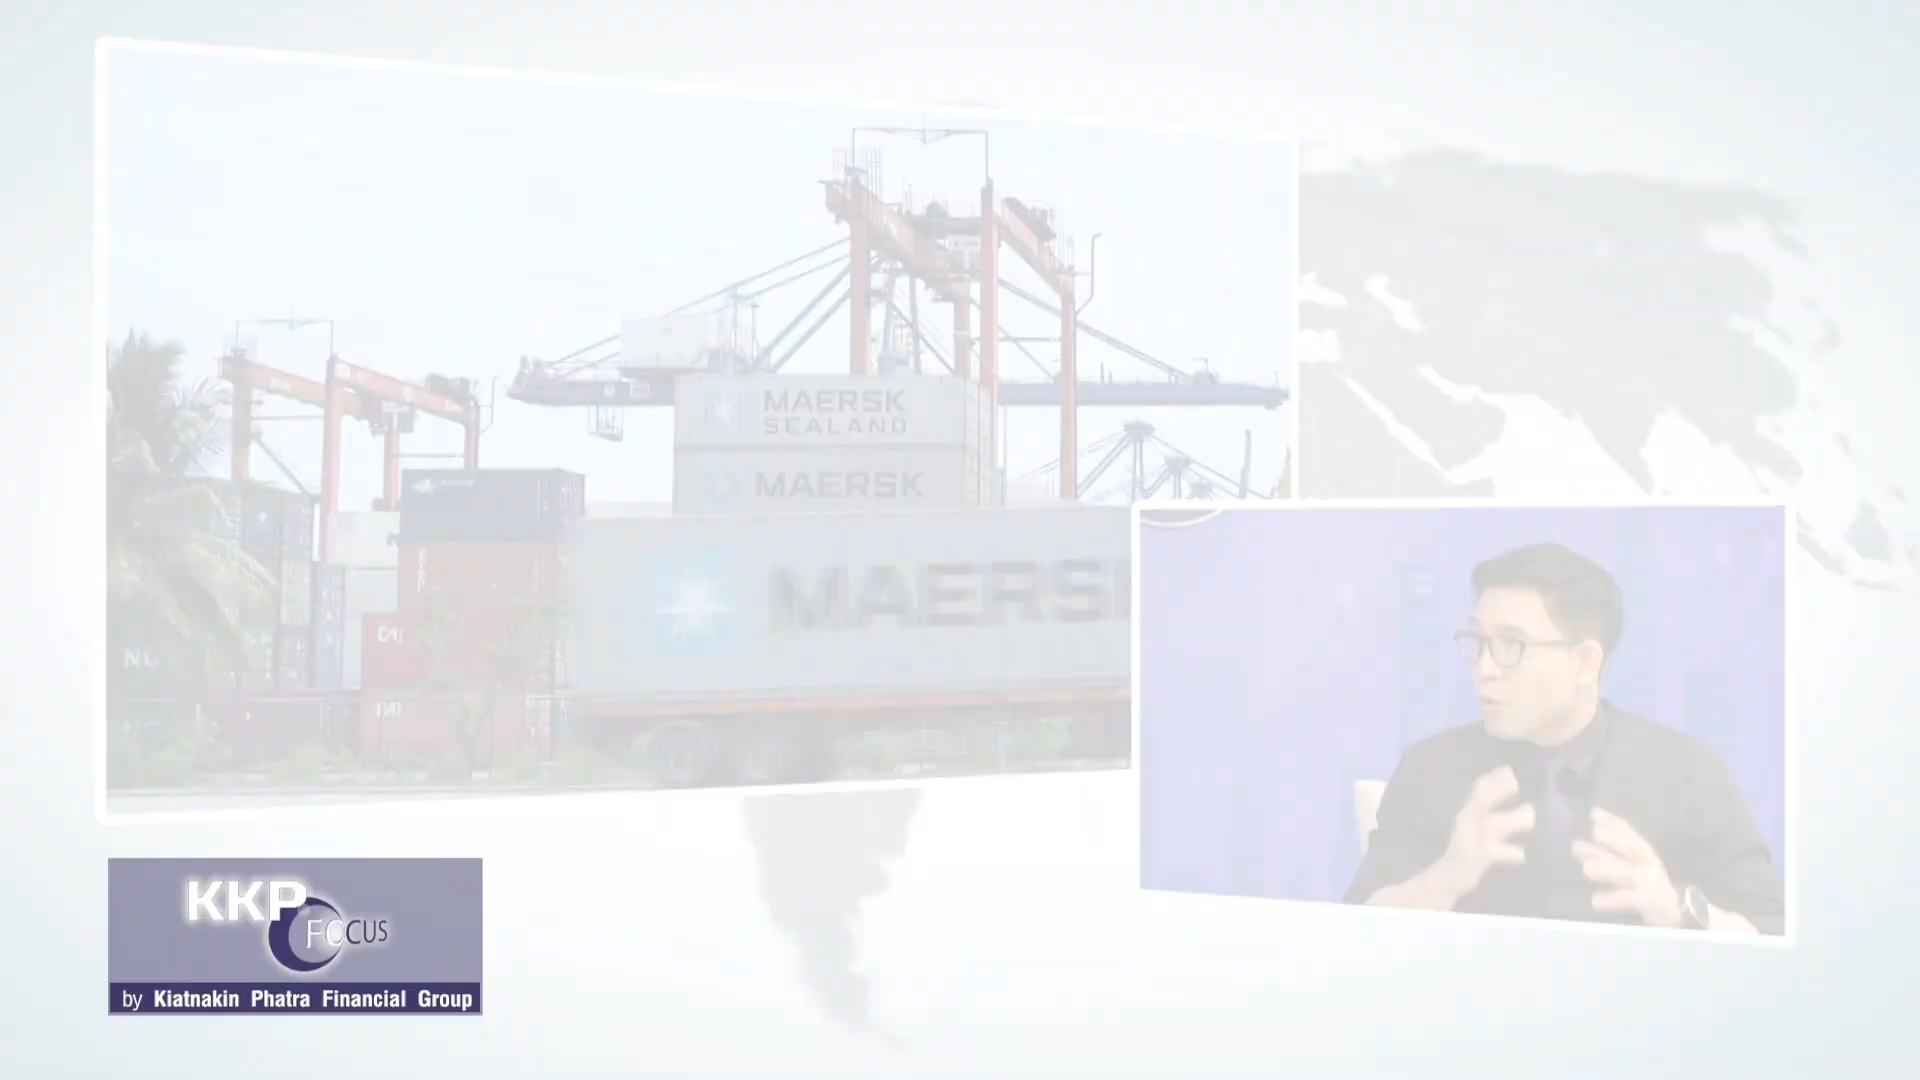 MAERSK
SEALAND
MAERSK
MAERSK
KKP
FOCUS
by Kiatnakin Phatra Financial Group